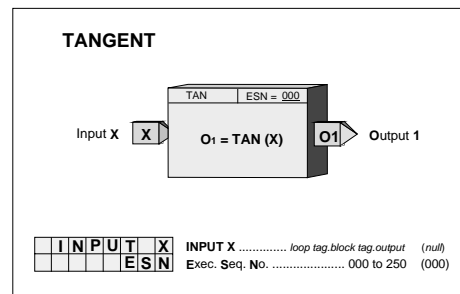 TANGENT
TAN ESN = 000
Input X X O1 = TAN (X) O1 Output 1
INPUT X INPUT X .............. loop tag.block tag.output (null)
ESN Exec. Seq. No. ..................... 000 to 250 (000)